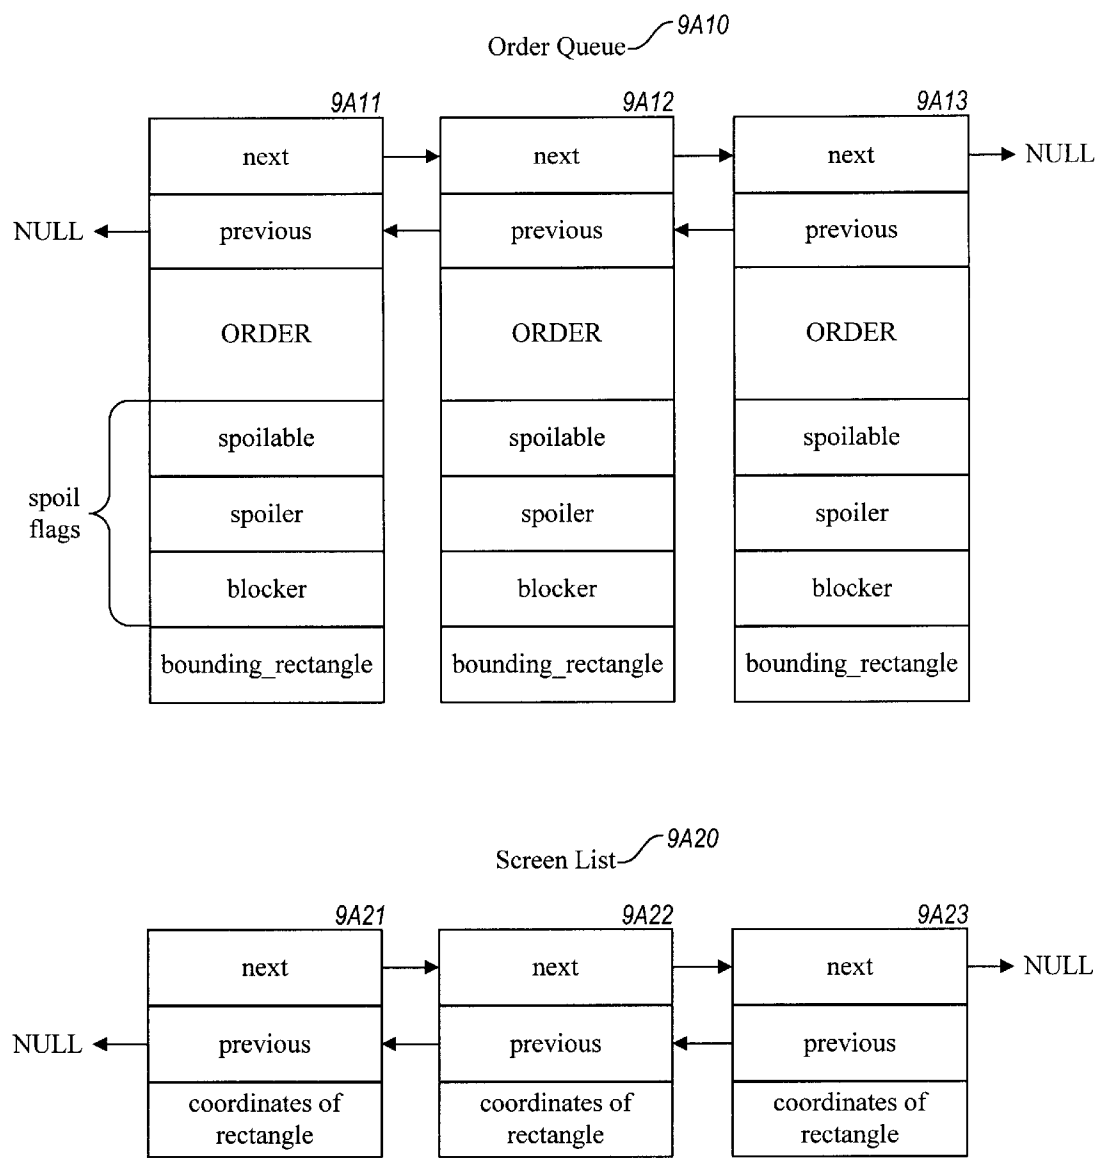 Order Queue 9A10
9A11 9A12 9A13
next next next NULL
NULL previous previous previous
ORDER ORDER ORDER
spoilable spoilable spoilable
spoil
flags
spoiler spoiler spoiler
blocker blocker blocker
bounding_rectangle bounding_rectangle bounding_rectangle
Screen List 9A20
9A21 9A22 9A23
next next next NULL
NULL previous previous previous
coordinates of coordinates of coordinates of
rectangle rectangle rectangle